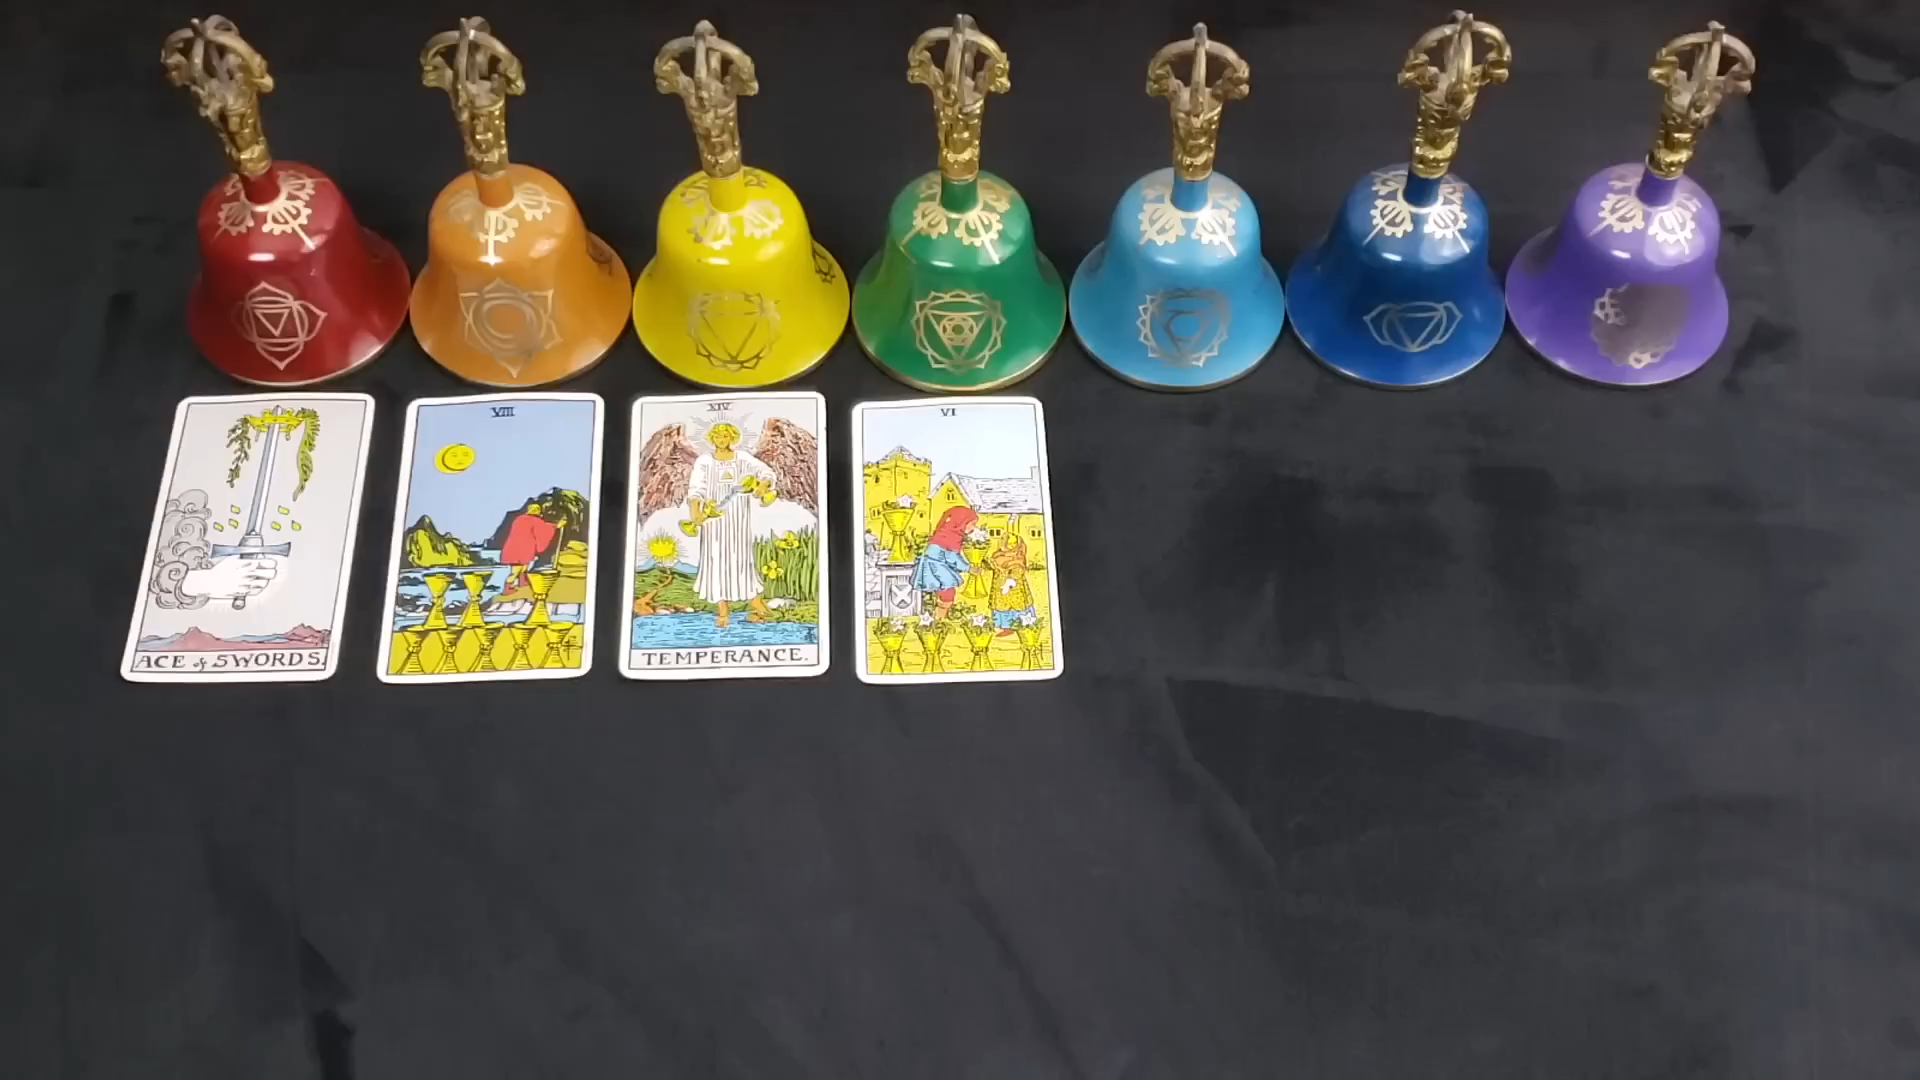 ACE of SWORDS.
VIII
XIV
TEMPERANCE.
VI